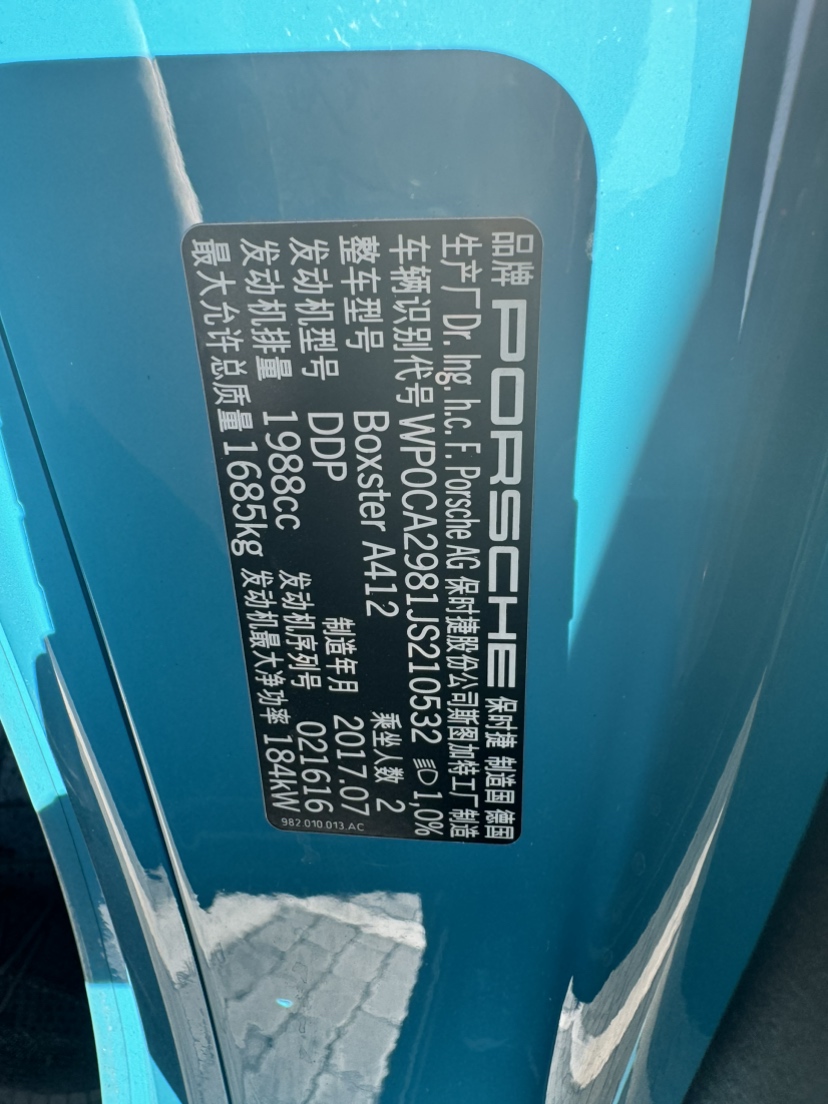 品牌 PORSCHE 保时捷 制造国 德国
生产厂 Dr. Ing. h.c. F. Porsche AG 保时捷股份公司斯图加特工厂制造
车辆识别代号 WP0CA2981JS210532 1,0%
整车型号 Boxster A412 乘坐人数 2
发动机型号 DDP 制造年月 2017.07
发动机排量 1988cc 发动机序列号 021616
最大允许总质量 1685kg 发动机最大净功率 184kW
982.010.013.AC